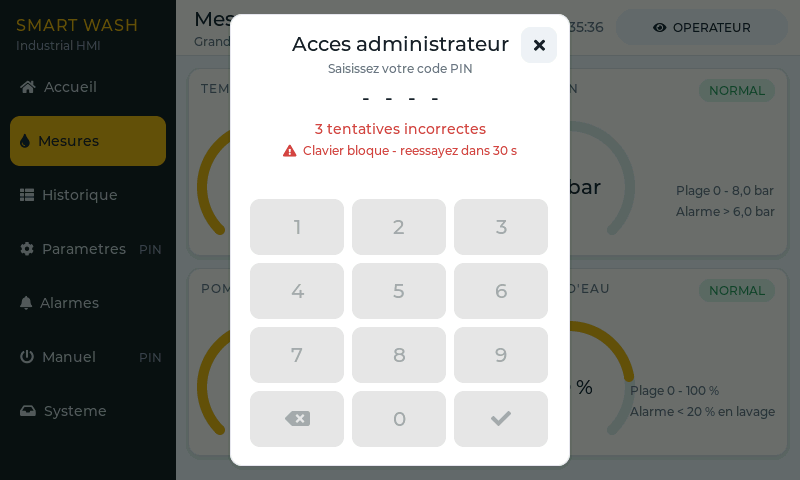 SMART WASH
Industrial HMI
Accueil
Mesures
Historique
Parametres PIN
Alarmes
Manuel PIN
Systeme
Mes
Grand
35:36
OPERATEUR
TEM
N
NORMAL
bar
Plage 0 - 8,0 bar
Alarme > 6,0 bar
POM
D'EAU
NORMAL
%
Plage 0 - 100 %
Alarme < 20 % en lavage
Acces administrateur
Saisissez votre code PIN
- - - -
3 tentatives incorrectes
Clavier bloque - reessayez dans 30 s
1 2 3
4 5 6
7 8 9
0